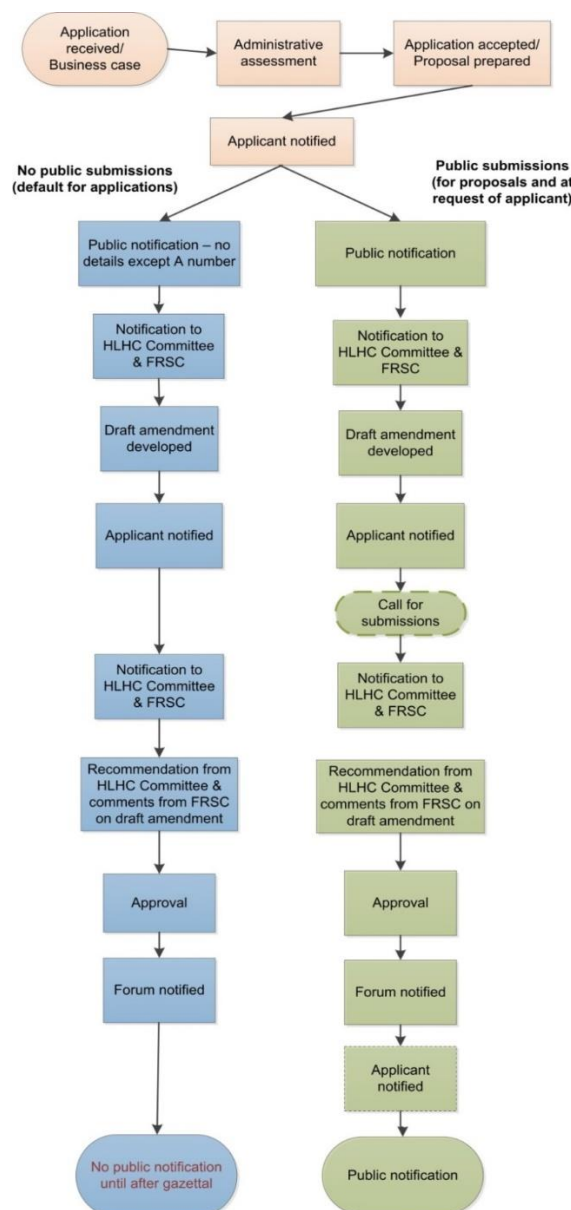 Application
received/
Business case
Administrative
assessment
Application accepted/
Proposal prepared
Applicant notified
No public submissions
(default for applications)
Public submissions
(for proposals and at
request of applicant)
Public notification – no
details except A number
Notification to
HLHC Committee
& FRSC
Draft amendment
developed
Applicant notified
Notification to
HLHC Committee
& FRSC
Recommendation from
HLHC Committee &
comments from FRSC
on draft amendment
Approval
Forum notified
No public notification
until after gazettal
Public notification
Notification to
HLHC Committee &
FRSC
Draft amendment
developed
Applicant notified
Call for
submissions
Notification to
HLHC Committee
& FRSC
Recommendation from
HLHC Committee &
comments from FRSC on
draft amendment
Approval
Forum notified
Applicant
notified
Public notification